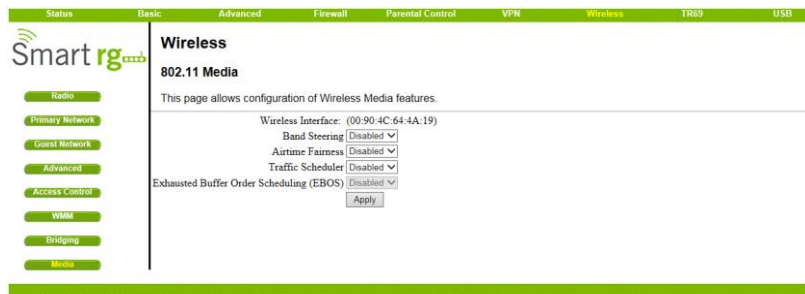 Status Basic Advanced Firewall Parental Control VPN Wireless TR69 USB
Smart rg
Wireless
802.11 Media
This page allows configuration of Wireless Media features.
Radio
Primary Network
Guest Network
Advanced
Access Control
WMM
Bridging
Media
Wireless Interface: (00:90:4C:64:4A:19)
Band Steering Disabled
Airtime Fairness Disabled
Traffic Scheduler Disabled
Exhausted Buffer Order Scheduling (EBOS) Disabled
Apply